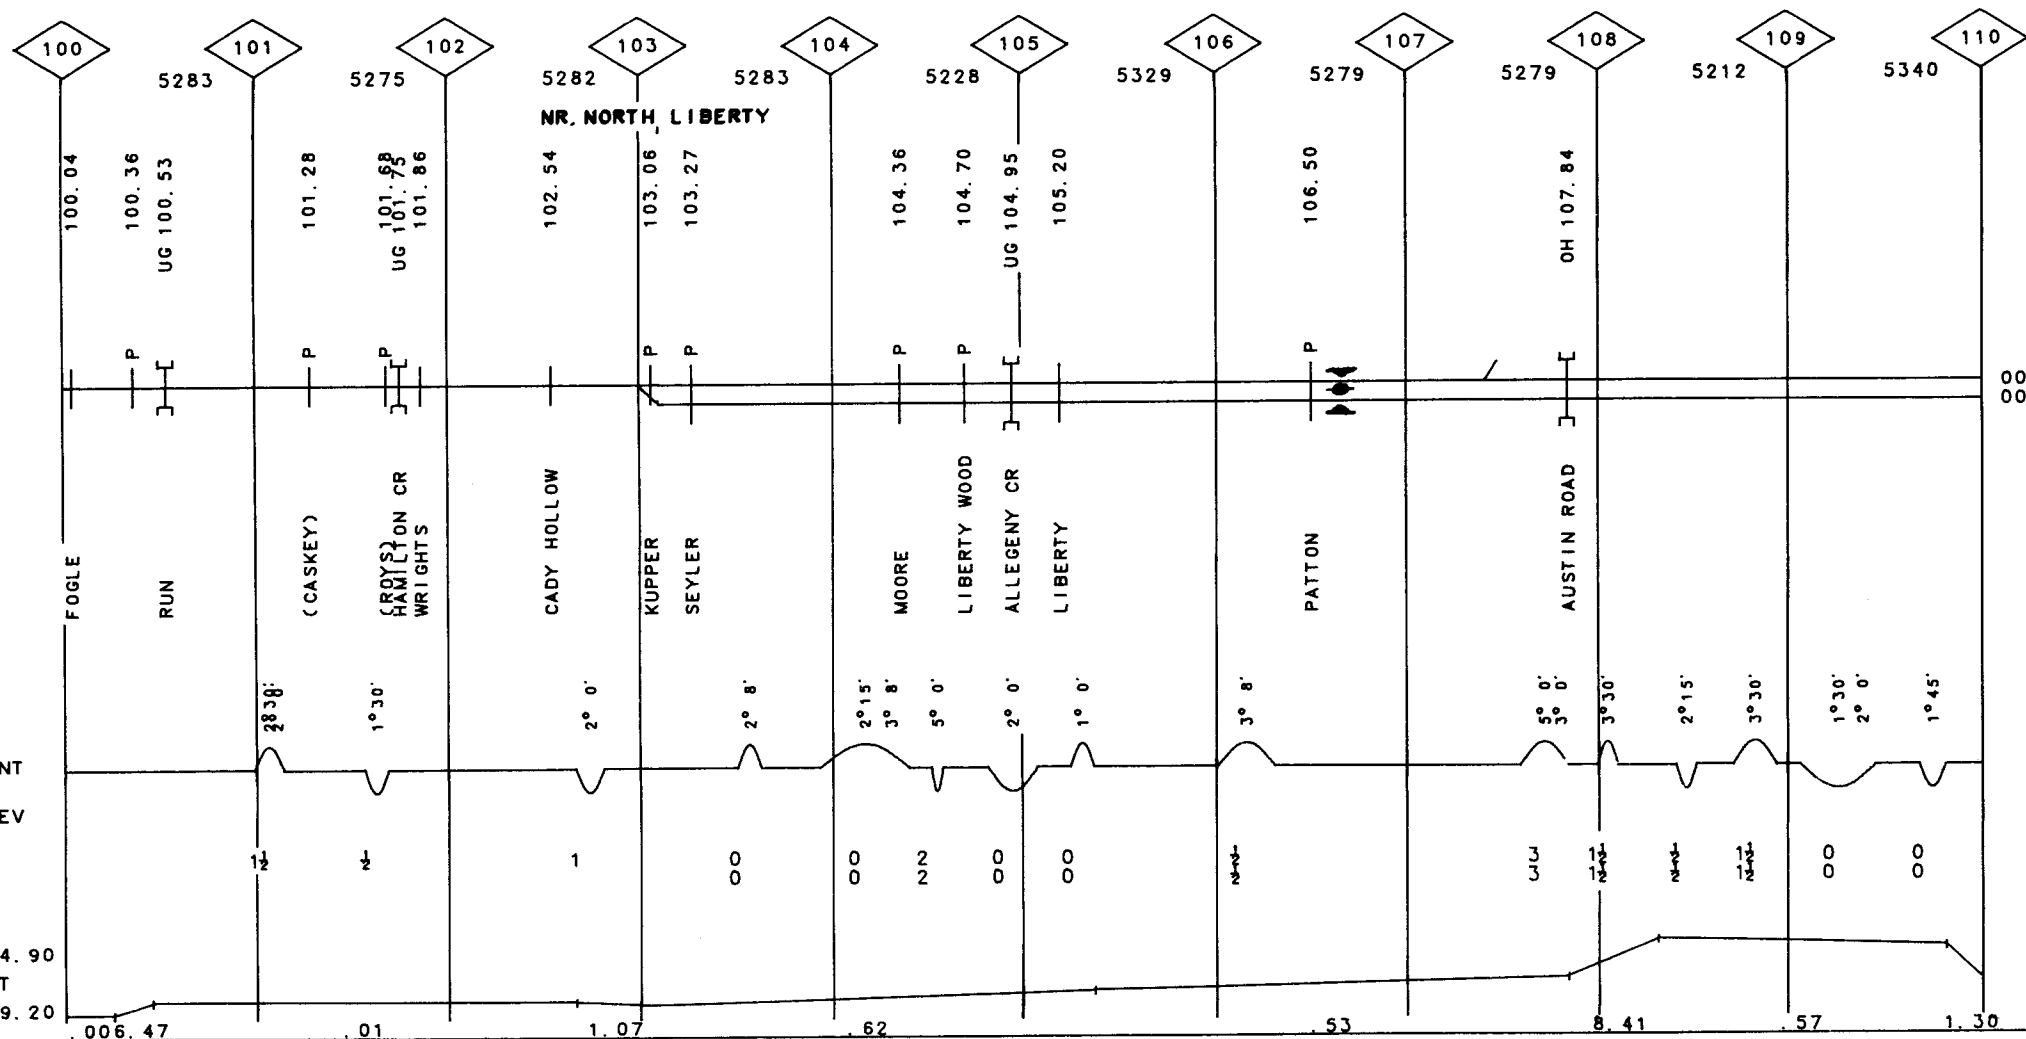 100 101 102 103 104 105 106 107 108 109 110
5283 5275 5282 5283 5228 5329 5279 5279 5212 5340
NR. NORTH LIBERTY
100.04
100.36
UG 100.53
101.28
101.68
UG 101.75
101.86
102.54
103.06
103.27
104.36
104.70
UG 104.95
105.20
106.50
OH 107.84
P P P P P P P P
00
00
FOGLE
RUN
(CASKEY)
(ROYS)
HAMILTON CR
WRIGHTS
CADY HOLLOW
KUPPER
SEYLER
MOORE
LIBERTY WOOD
ALLEGENY CR
LIBERTY
PATTON
AUSTIN ROAD
1°30'
2° 0'
2° 8'
2°15'
3° 8'
5° 0'
2° 0'
1° 0'
3° 8'
5° 0'
3° 0'
3°30'
2°15'
3°30'
1°30'
2° 0'
1°45'
NT
EV
1½ ½ 1 0 0 2 0 0 ½ 3 1½ ½ 1½ 0 0
0 0 2 0 0 ½ 3 1½ ½ 1½ 0 0
4.90
T
9.20
.006.47 .01 1.07 .62 .53 8.41 .57 1.30